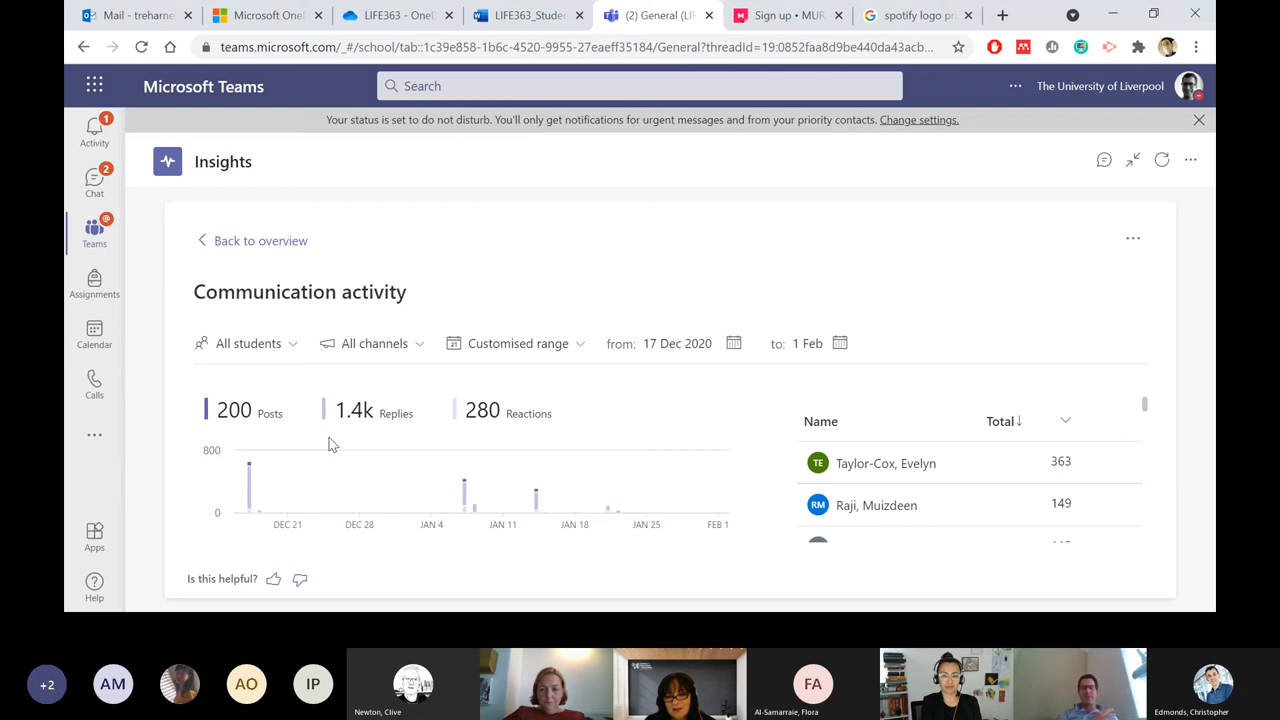 Mail - treharne
Microsoft One
LIFE363 - OneD
LIFE363_Studen
(2) General (LI
Sign up • MUR
spotify logo pn
teams.microsoft.com/_#/school/tab::1c39e858-1b6c-4520-9955-27eaeff35184/General?threadId=19:0852faa8d9be440da43acb...
Microsoft Teams
Search
The University of Liverpool
Your status is set to do not disturb. You'll only get notifications for urgent messages and from your priority contacts. Change settings.
1
Activity
2
Chat
@
Teams
Assignments
Calendar
Calls
Apps
Help
Insights
Back to overview
Communication activity
All students
All channels
21
Customised range
from: 17 Dec 2020
to: 1 Feb
200 Posts
1.4k Replies
280 Reactions
800
0
DEC 21
DEC 28
JAN 4
JAN 11
JAN 18
JAN 25
FEB 1
Name
Total↓
TE
Taylor-Cox, Evelyn
363
RM
Raji, Muizdeen
149
Is this helpful?
+2
AM
AO
IP
Newton, Clive
FA
Al-Samarraie, Flora
Edmonds, Christopher